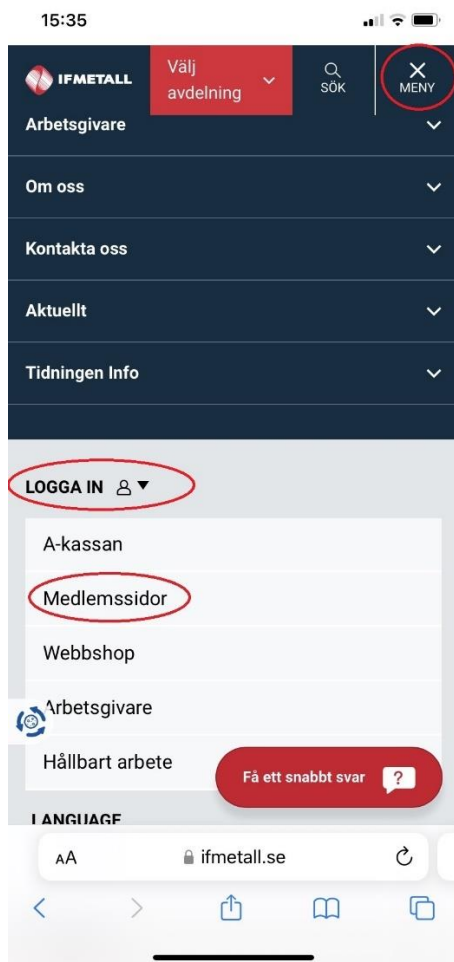 15:35
IFMETALL
Välj
avdelning
SÖK
MENY
Arbetsgivare
Om oss
Kontakta oss
Aktuellt
Tidningen Info
LOGGA IN
A-kassan
Medlemssidor
Webbshop
Arbetsgivare
Hållbart arbete
Få ett snabbt svar
?
LANGUAGE
AA
ifmetall.se